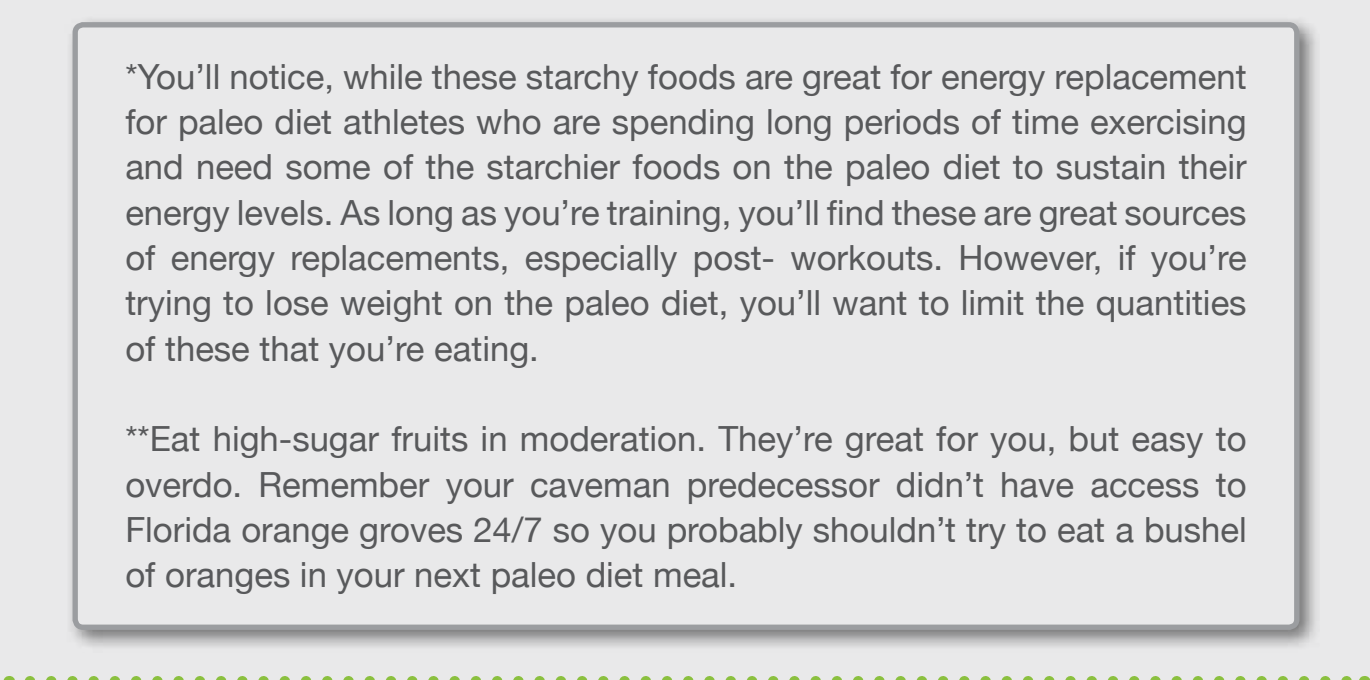 *You’ll notice, while these starchy foods are great for energy replacement
for paleo diet athletes who are spending long periods of time exercising
and need some of the starchier foods on the paleo diet to sustain their
energy levels. As long as you’re training, you’ll find these are great sources
of energy replacements, especially post- workouts. However, if you’re
trying to lose weight on the paleo diet, you’ll want to limit the quantities
of these that you’re eating.
**Eat high-sugar fruits in moderation. They’re great for you, but easy to
overdo. Remember your caveman predecessor didn’t have access to
Florida orange groves 24/7 so you probably shouldn’t try to eat a bushel
of oranges in your next paleo diet meal.